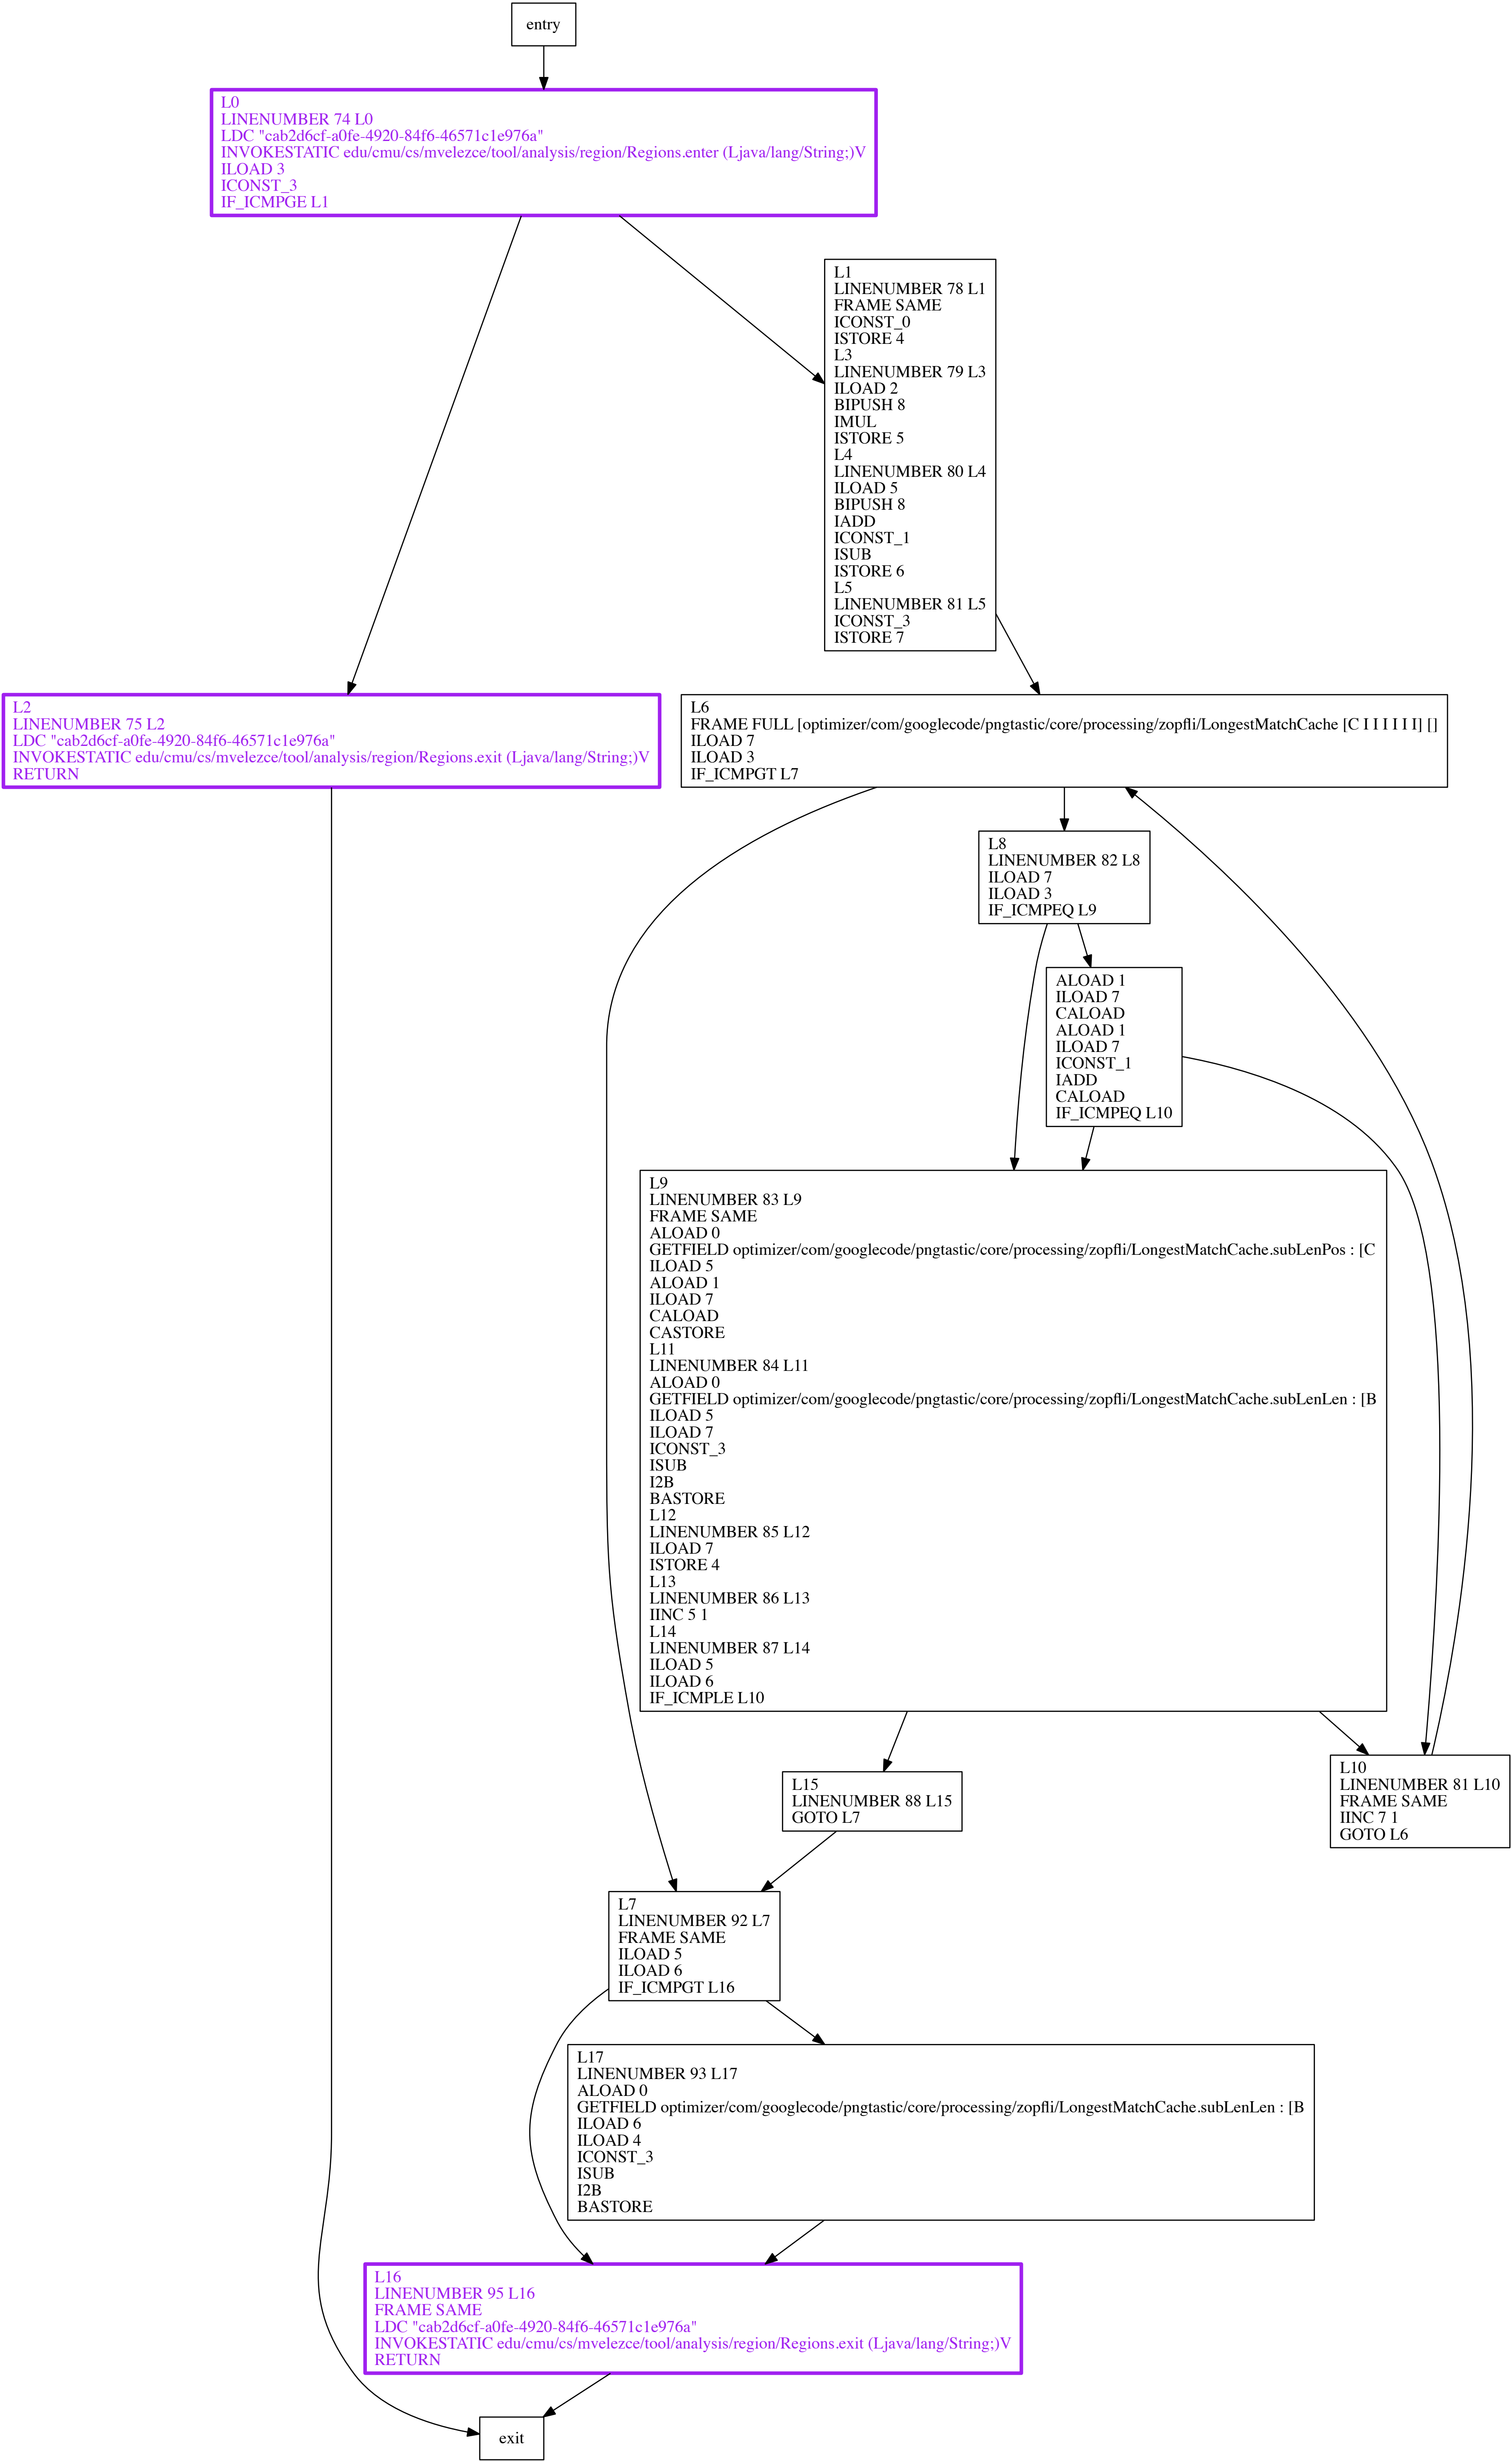 entry
L0
LINENUMBER 74 L0
LDC "cab2d6cf-a0fe-4920-84f6-46571c1e976a"
INVOKESTATIC edu/cmu/cs/mvelezce/tool/analysis/region/Regions.enter (Ljava/lang/String;)V
ILOAD 3
ICONST_3
IF_ICMPGE L1
L1
LINENUMBER 78 L1
FRAME SAME
ICONST_0
ISTORE 4
L3
LINENUMBER 79 L3
ILOAD 2
BIPUSH 8
IMUL
ISTORE 5
L4
LINENUMBER 80 L4
ILOAD 5
BIPUSH 8
IADD
ICONST_1
ISUB
ISTORE 6
L5
LINENUMBER 81 L5
ICONST_3
ISTORE 7
L2
LINENUMBER 75 L2
LDC "cab2d6cf-a0fe-4920-84f6-46571c1e976a"
INVOKESTATIC edu/cmu/cs/mvelezce/tool/analysis/region/Regions.exit (Ljava/lang/String;)V
RETURN
L6
FRAME FULL [optimizer/com/googlecode/pngtastic/core/processing/zopfli/LongestMatchCache [C I I I I I I] []
ILOAD 7
ILOAD 3
IF_ICMPGT L7
L8
LINENUMBER 82 L8
ILOAD 7
ILOAD 3
IF_ICMPEQ L9
ALOAD 1
ILOAD 7
CALOAD
ALOAD 1
ILOAD 7
ICONST_1
IADD
CALOAD
IF_ICMPEQ L10
L9
LINENUMBER 83 L9
FRAME SAME
ALOAD 0
GETFIELD optimizer/com/googlecode/pngtastic/core/processing/zopfli/LongestMatchCache.subLenPos : [C
ILOAD 5
ALOAD 1
ILOAD 7
CALOAD
CASTORE
L11
LINENUMBER 84 L11
ALOAD 0
GETFIELD optimizer/com/googlecode/pngtastic/core/processing/zopfli/LongestMatchCache.subLenLen : [B
ILOAD 5
ILOAD 7
ICONST_3
ISUB
I2B
BASTORE
L12
LINENUMBER 85 L12
ILOAD 7
ISTORE 4
L13
LINENUMBER 86 L13
IINC 5 1
L14
LINENUMBER 87 L14
ILOAD 5
ILOAD 6
IF_ICMPLE L10
L15
LINENUMBER 88 L15
GOTO L7
L10
LINENUMBER 81 L10
FRAME SAME
IINC 7 1
GOTO L6
L7
LINENUMBER 92 L7
FRAME SAME
ILOAD 5
ILOAD 6
IF_ICMPGT L16
L17
LINENUMBER 93 L17
ALOAD 0
GETFIELD optimizer/com/googlecode/pngtastic/core/processing/zopfli/LongestMatchCache.subLenLen : [B
ILOAD 6
ILOAD 4
ICONST_3
ISUB
I2B
BASTORE
L16
LINENUMBER 95 L16
FRAME SAME
LDC "cab2d6cf-a0fe-4920-84f6-46571c1e976a"
INVOKESTATIC edu/cmu/cs/mvelezce/tool/analysis/region/Regions.exit (Ljava/lang/String;)V
RETURN
exit